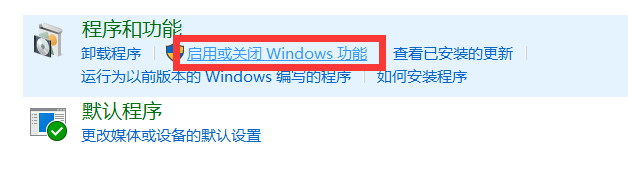 程序和功能
卸载程序 启用或关闭 Windows 功能 查看已安装的更新
运行为以前版本的 Windows 编写的程序 如何安装程序
默认程序
更改媒体或设备的默认设置